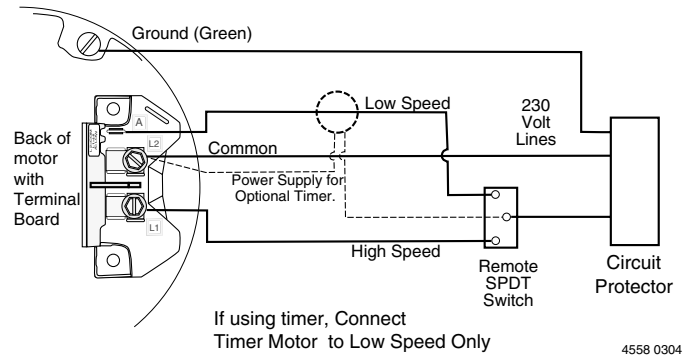 Ground (Green)
A
Low Speed
230
Volt
Lines
Back of
motor
with
Terminal
Board
L2
Common
Power Supply for
Optional Timer.
L1
High Speed
Remote
SPDT
Switch
Circuit
Protector
If using timer, Connect
Timer Motor to Low Speed Only
4558 0304